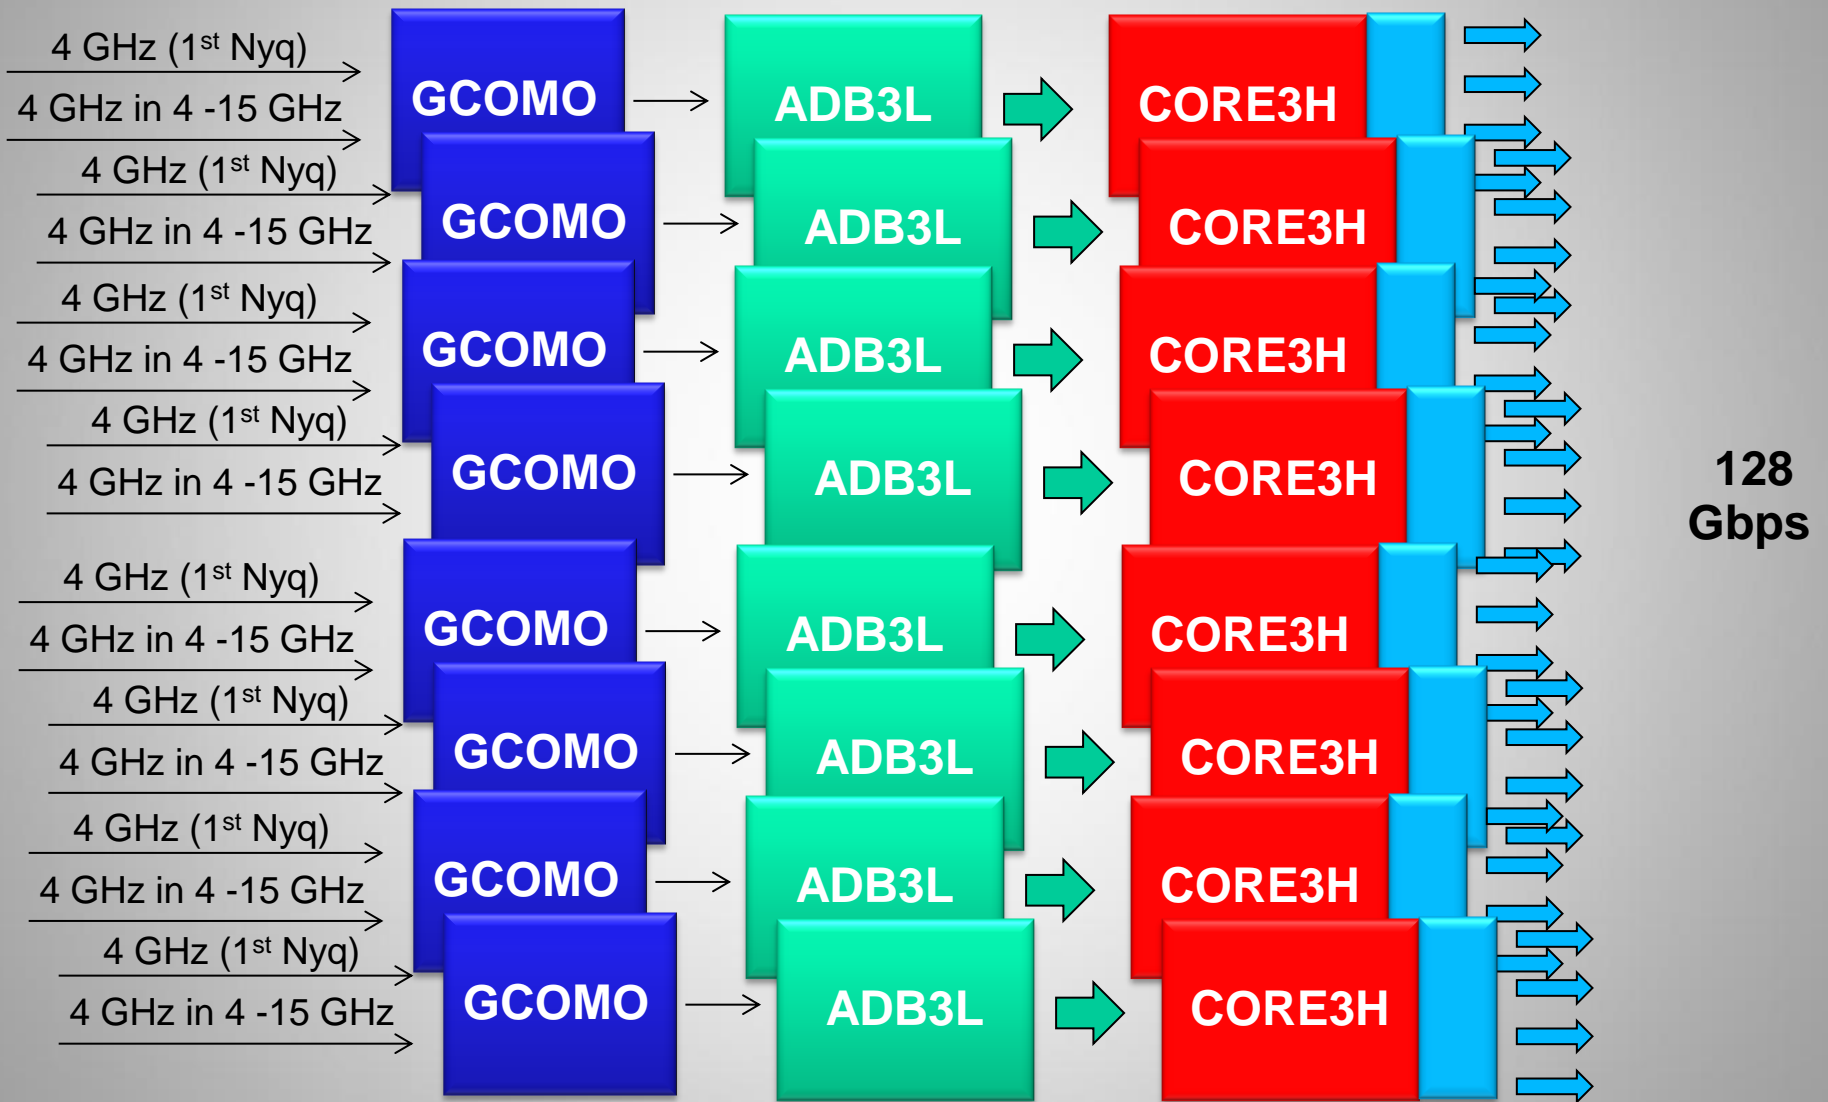 4 GHz (1st Nyq)
4 GHz in 4 -15 GHz
GCOMO
ADB3L
CORE3H
4 GHz (1st Nyq)
4 GHz in 4 -15 GHz
GCOMO
ADB3L
CORE3H
4 GHz (1st Nyq)
4 GHz in 4 -15 GHz
GCOMO
ADB3L
CORE3H
4 GHz (1st Nyq)
4 GHz in 4 -15 GHz
GCOMO
ADB3L
CORE3H
128
Gbps
4 GHz (1st Nyq)
4 GHz in 4 -15 GHz
GCOMO
ADB3L
CORE3H
4 GHz (1st Nyq)
4 GHz in 4 -15 GHz
GCOMO
ADB3L
CORE3H
4 GHz (1st Nyq)
4 GHz in 4 -15 GHz
GCOMO
ADB3L
CORE3H
4 GHz (1st Nyq)
4 GHz in 4 -15 GHz
GCOMO
ADB3L
CORE3H